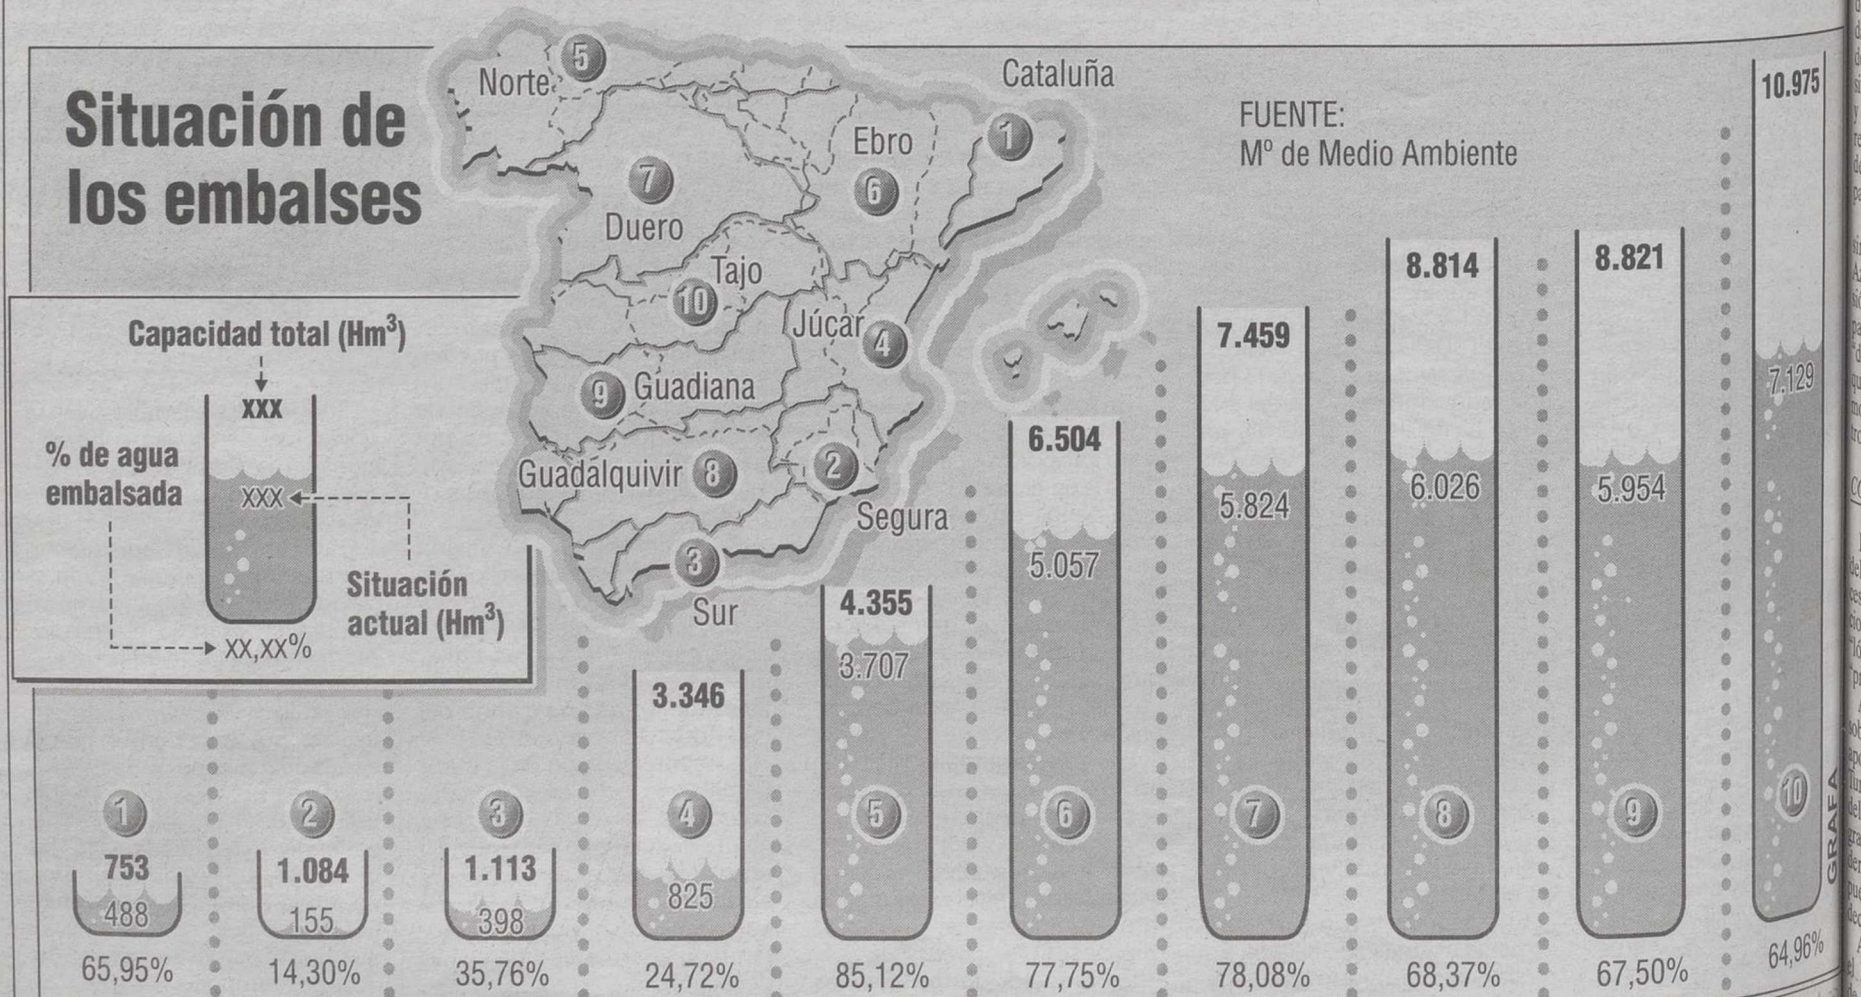 Situación de
los embalses
Capacidad total (Hm³)
XXX
% de agua
embalsada
XXX
Situación
actual (Hm³)
XX,XX%
Norte
5
Cataluña
1
Ebro
6
7
Duero
Tajo
10
Júcar
4
9
Guadiana
Guadalquivir
8
2
Segura
3
Sur
FUENTE:
Mº de Medio Ambiente
1
753
488
65,95%
2
1.084
155
14,30%
3
1.113
398
35,76%
3.346
4
825
24,72%
4.355
3.707
5
85,12%
6.504
5.057
6
77,75%
7.459
5.824
7
78,08%
8.814
6.026
8
68,37%
8.821
5.954
9
67,50%
10.975
7.129
10
64,96%
GRAFA